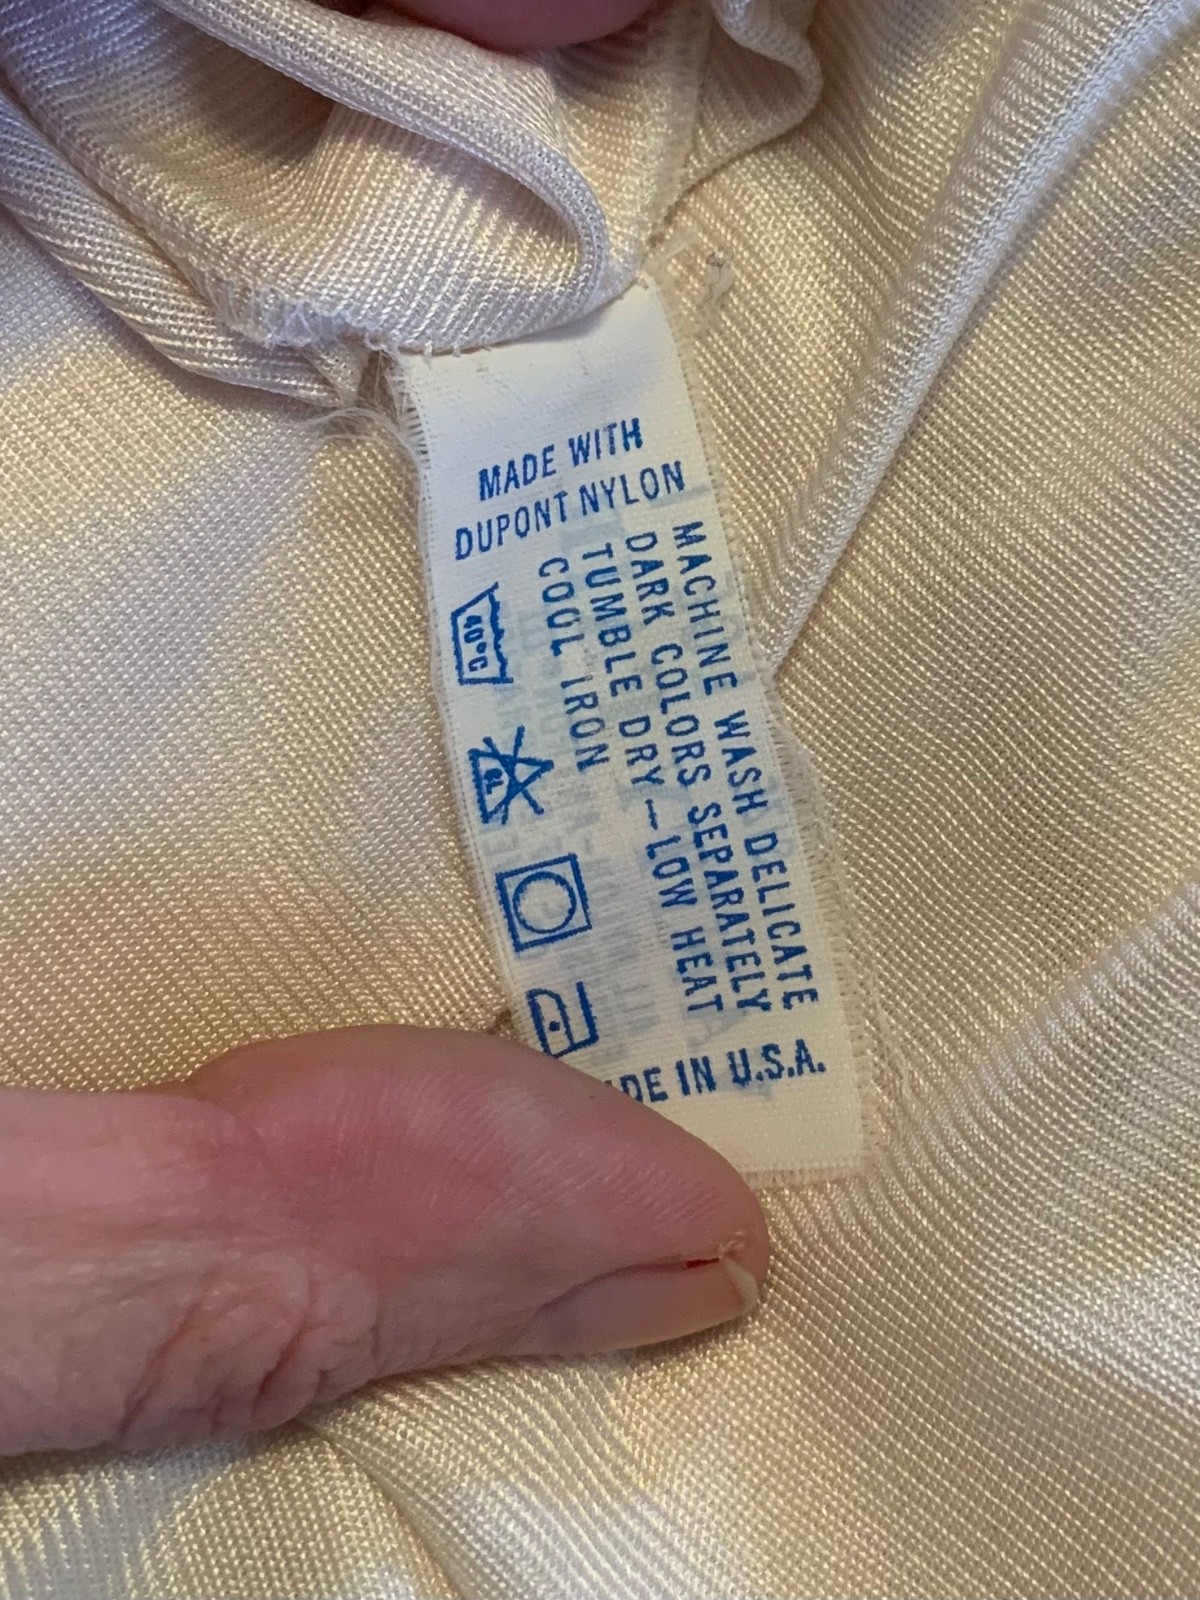 MADE WITH
DUPONT NYLON
MACHINE WASH DELICATE
DARK COLORS SEPARATELY
TUMBLE DRY—LOW HEAT
COOL IRON
40°C
CL
DE IN U.S.A.